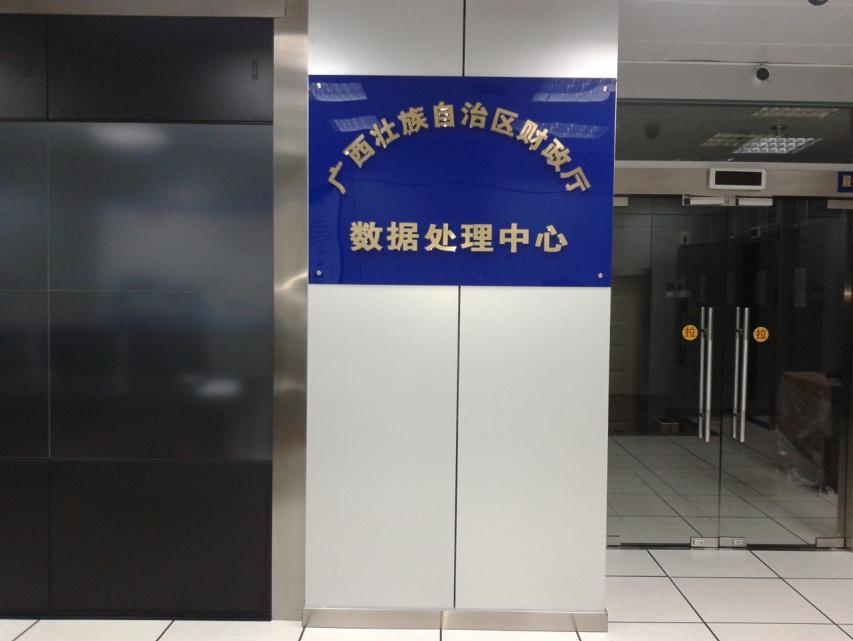 广西壮族自治区财政厅
数据处理中心
拉
拉